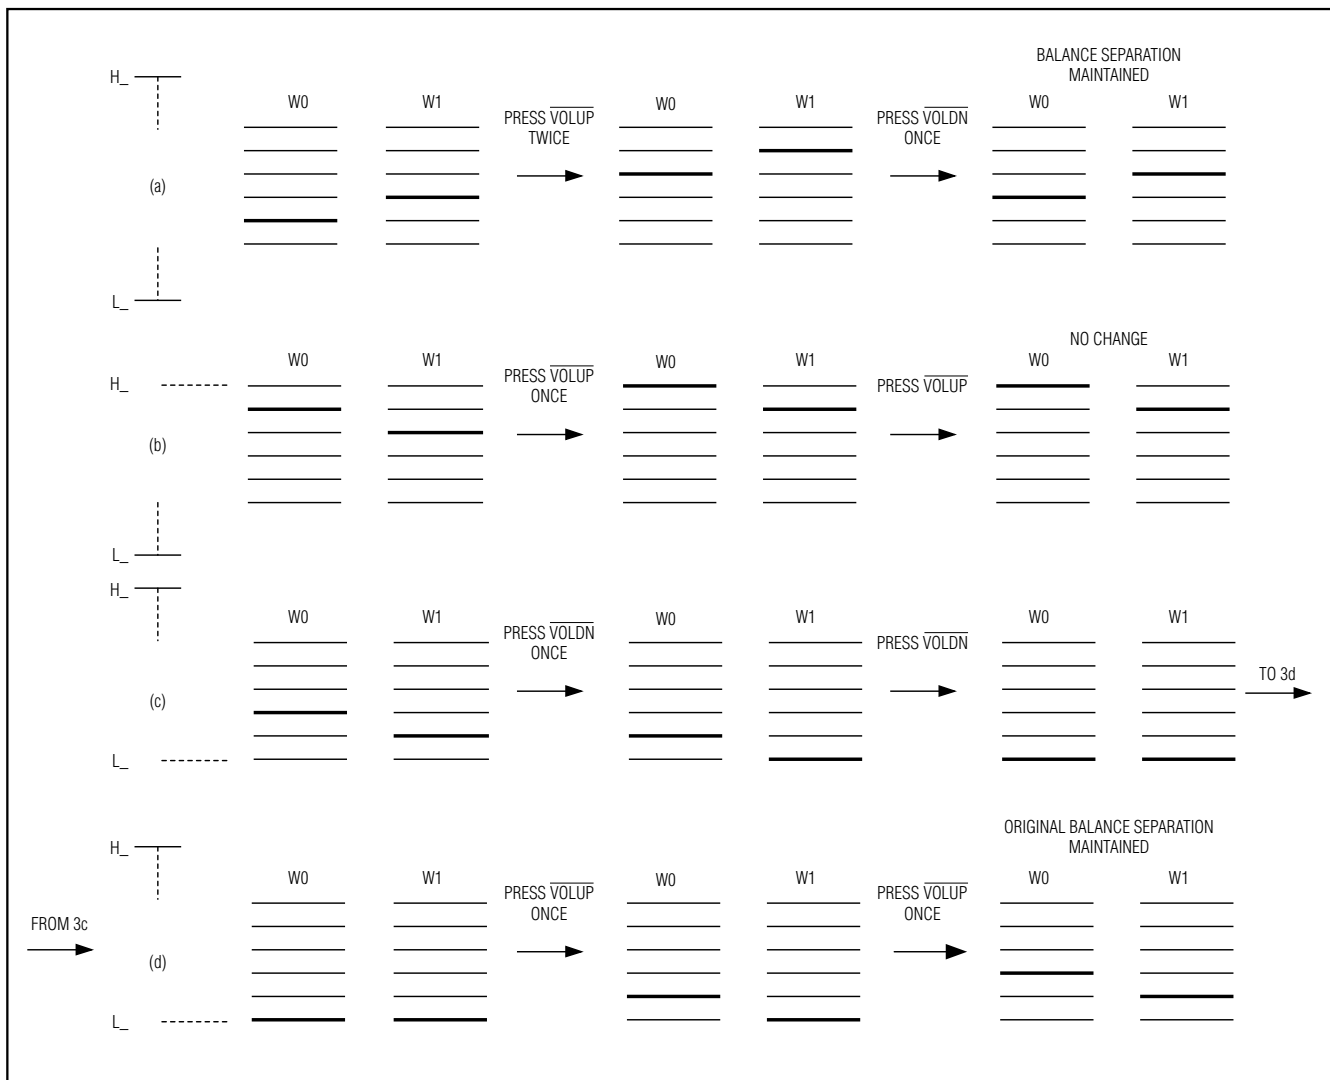 BALANCE SEPARATION
MAINTAINED
H_
W0 W1 PRESS VOLUP
TWICE
W0 W1 PRESS VOLDN
ONCE
W0 W1
(a)
L_
NO CHANGE
H_
W0 W1 PRESS VOLUP
ONCE
W0 W1 PRESS VOLUP W0 W1
(b)
L_
H_
W0 W1 PRESS VOLDN
ONCE
W0 W1 PRESS VOLDN W0 W1
(c)
TO 3d
L_
ORIGINAL BALANCE SEPARATION
MAINTAINED
H_
W0 W1 PRESS VOLUP
ONCE
W0 W1 PRESS VOLUP
ONCE
W0 W1
FROM 3c
(d)
L_